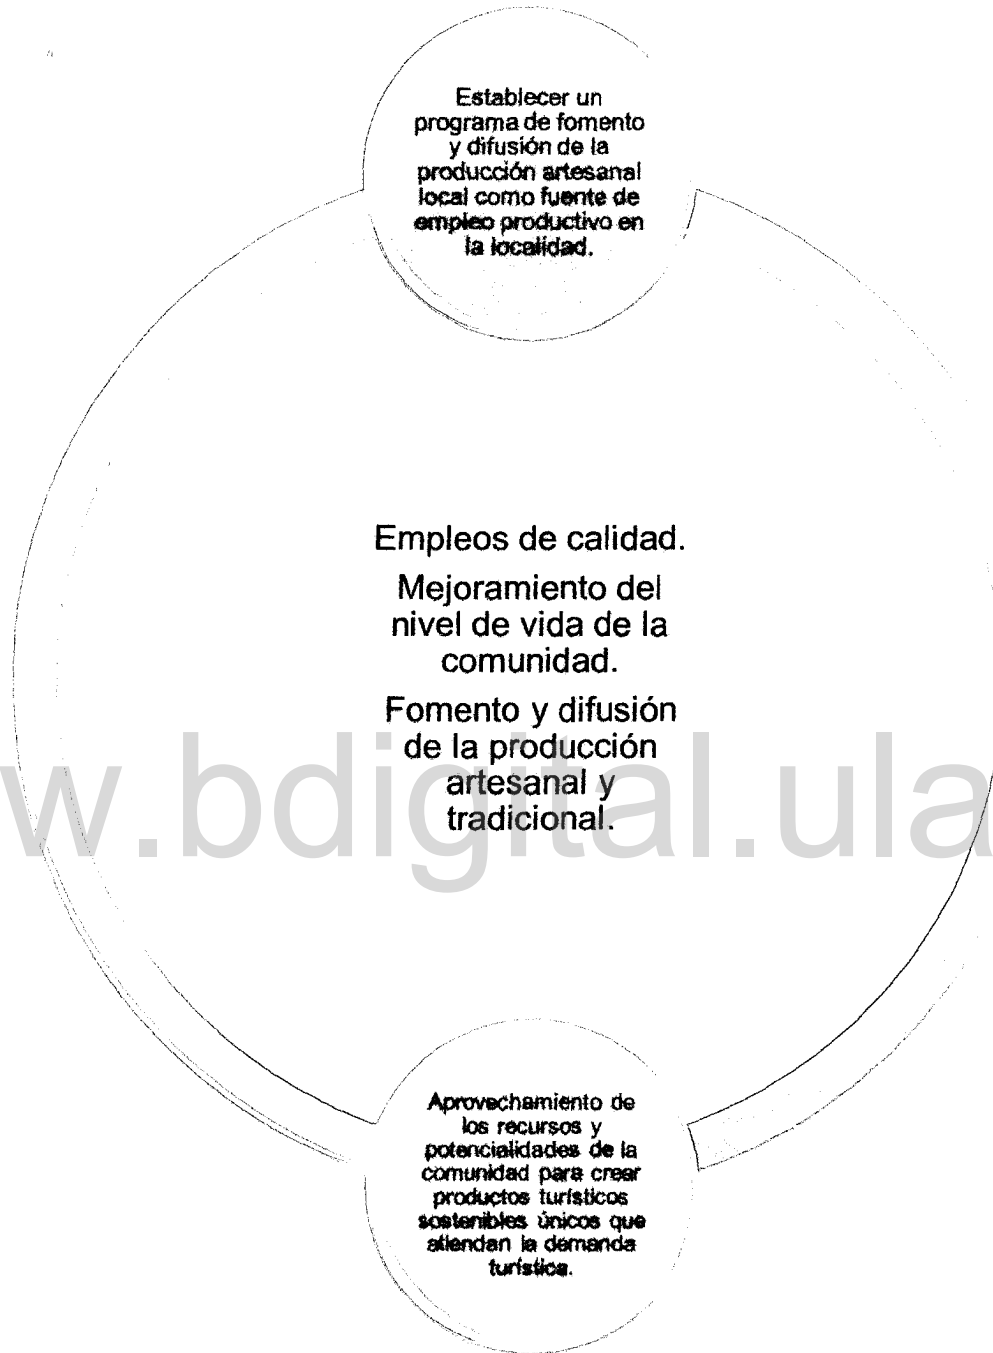 Establecer un
programa de fomento
y difusión de la
producción artesanal
local como fuente de
empleo productivo en
la localidad.
Empleos de calidad.
Mejoramiento del
nivel de vida de la
comunidad.
Fomento y difusión
de la producción
artesanal y
tradicional.
w.bdigital.ula
Aprovechamiento de
los recursos y
potencialidades de la
comunidad para crear
productos turísticos
sostenibles únicos que
atiendan la demanda
turística.